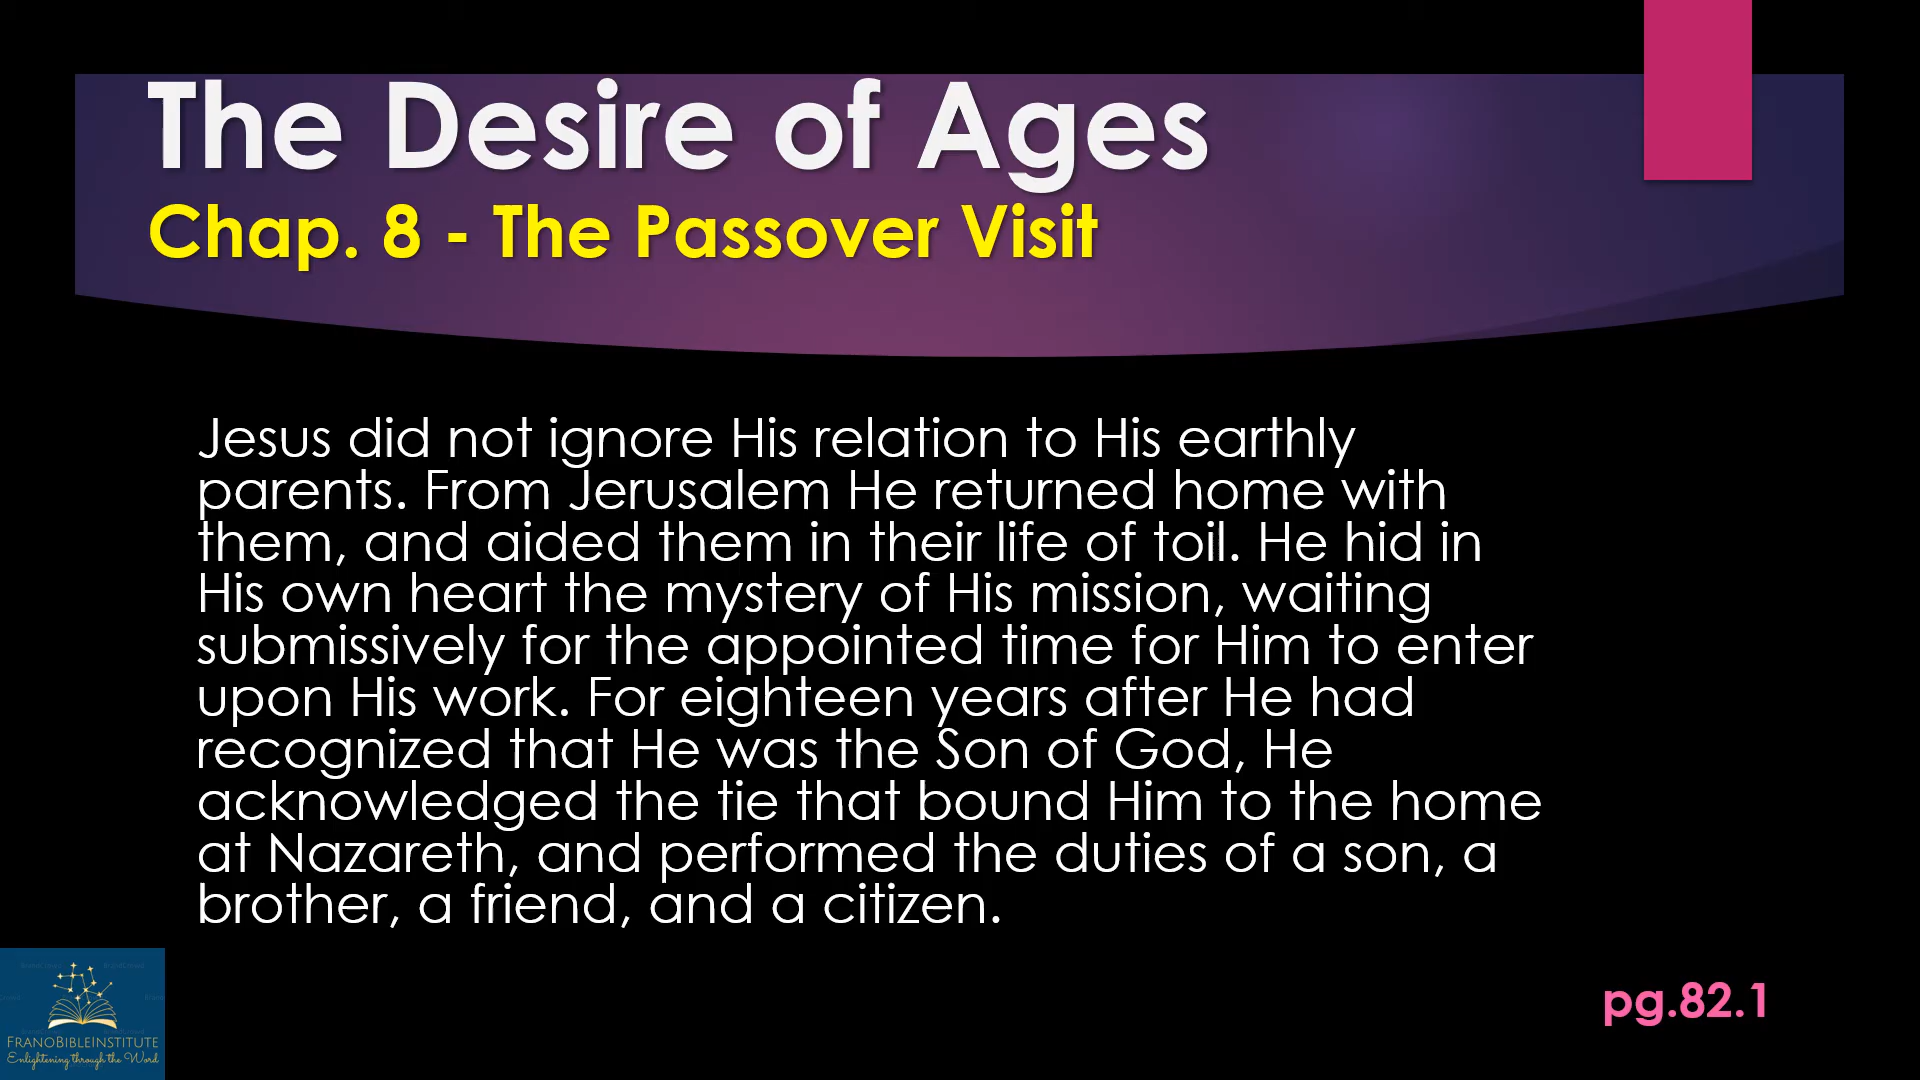 The Desire of Ages
Chap. 8 - The Passover Visit
Jesus did not ignore His relation to His earthly
parents. From Jerusalem He returned home with
them, and aided them in their life of toil. He hid in
His own heart the mystery of His mission, waiting
submissively for the appointed time for Him to enter
upon His work. For eighteen years after He had
recognized that He was the Son of God, He
acknowledged the tie that bound Him to the home
at Nazareth, and performed the duties of a son, a
brother, a friend, and a citizen.
pg.82.1
FRANOBIBLEINSTITUTE
Enlightening through the Word